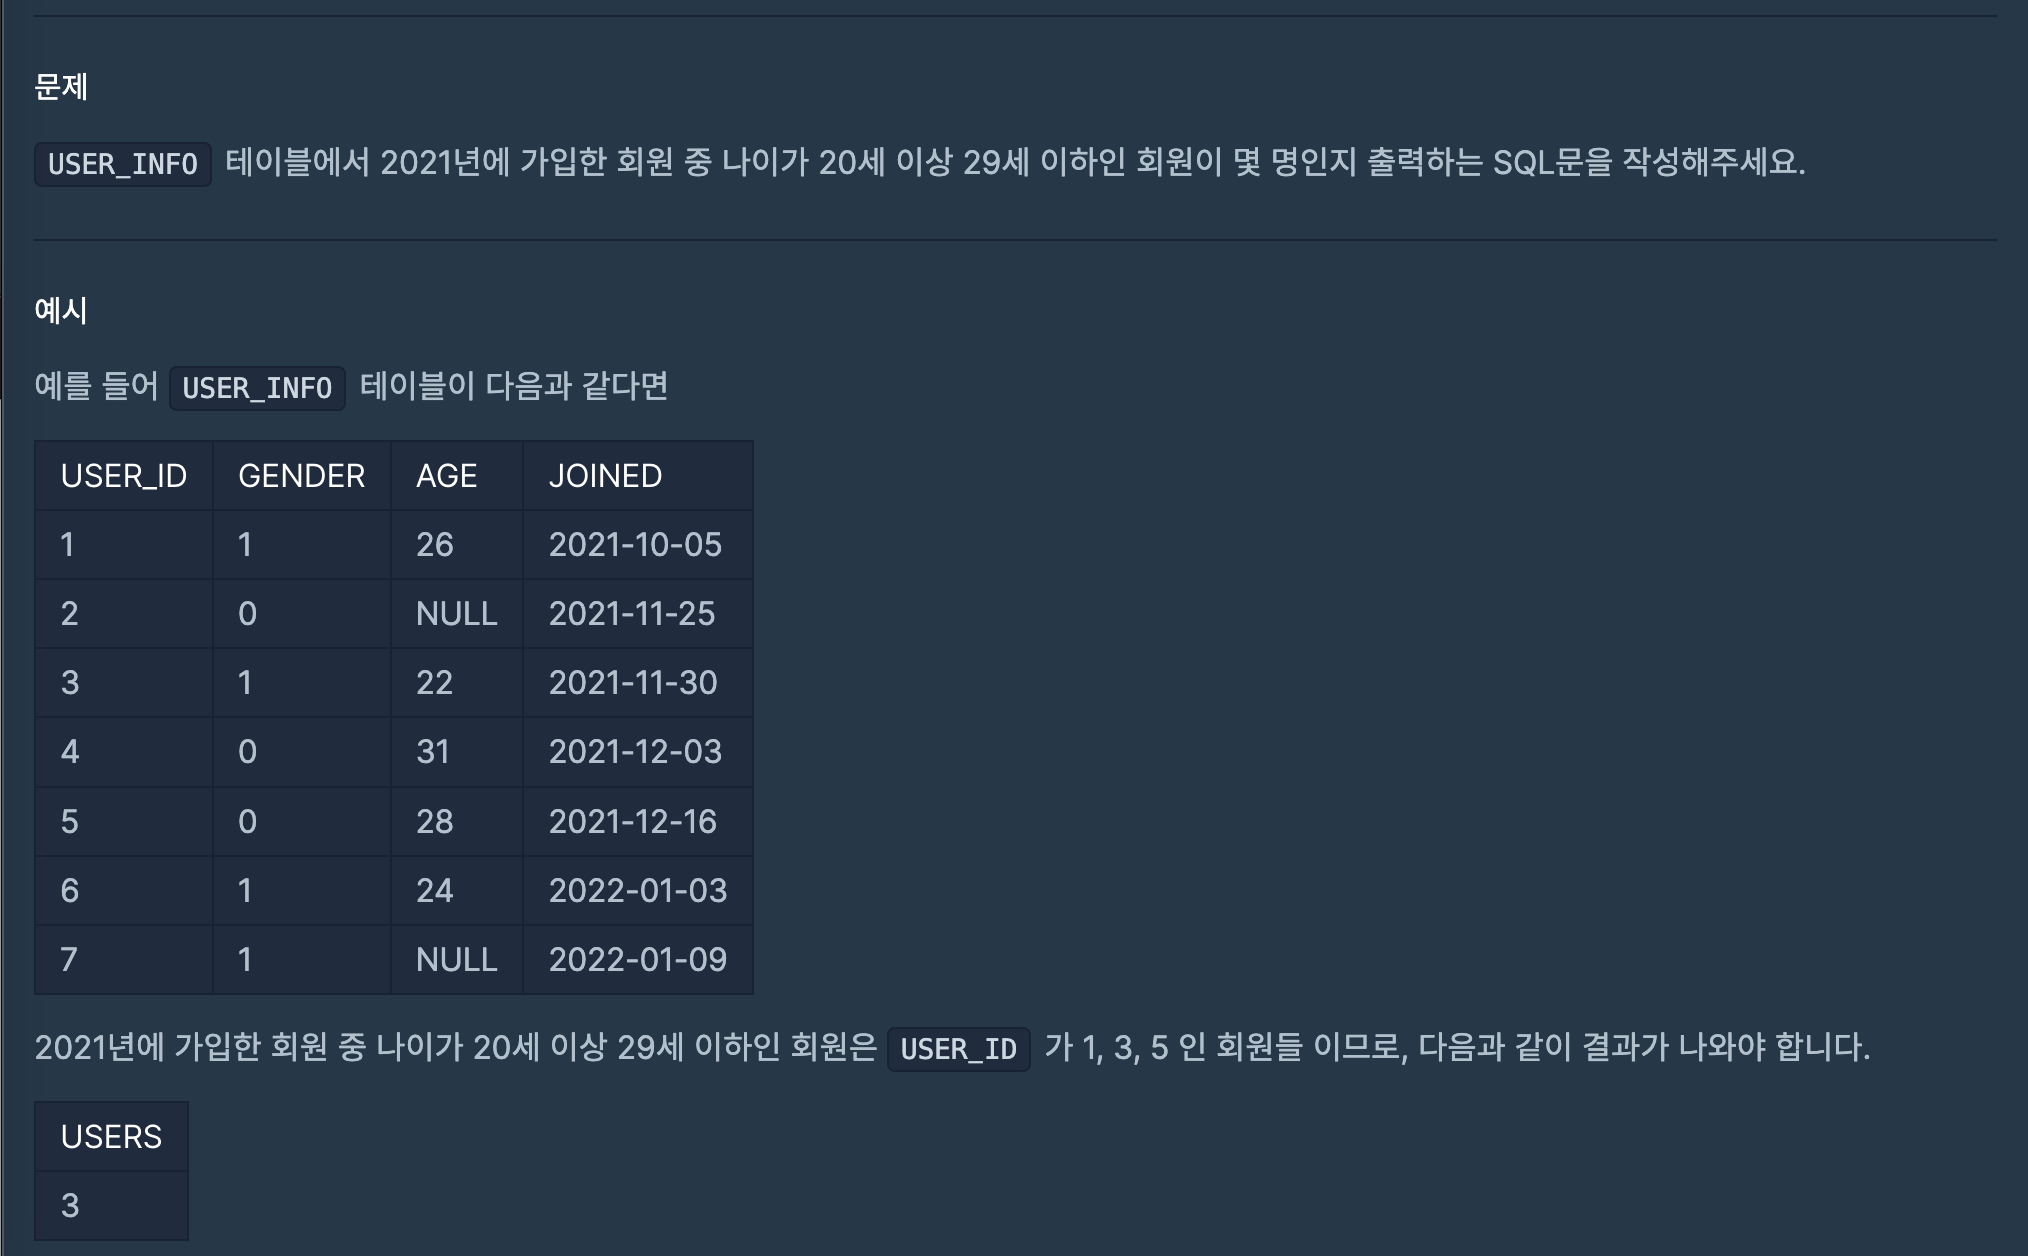 문제
USER_INFO 테이블에서 2021년에 가입한 회원 중 나이가 20세 이상 29세 이하인 회원이 몇 명인지 출력하는 SQL문을 작성해주세요.
예시
예를 들어 USER_INFO 테이블이 다음과 같다면
USER_ID GENDER AGE JOINED
1 1 26 2021-10-05
2 0 NULL 2021-11-25
3 1 22 2021-11-30
4 0 31 2021-12-03
5 0 28 2021-12-16
6 1 24 2022-01-03
7 1 NULL 2022-01-09
2021년에 가입한 회원 중 나이가 20세 이상 29세 이하인 회원은 USER_ID 가 1, 3, 5 인 회원들 이므로, 다음과 같이 결과가 나와야 합니다.
USERS
3